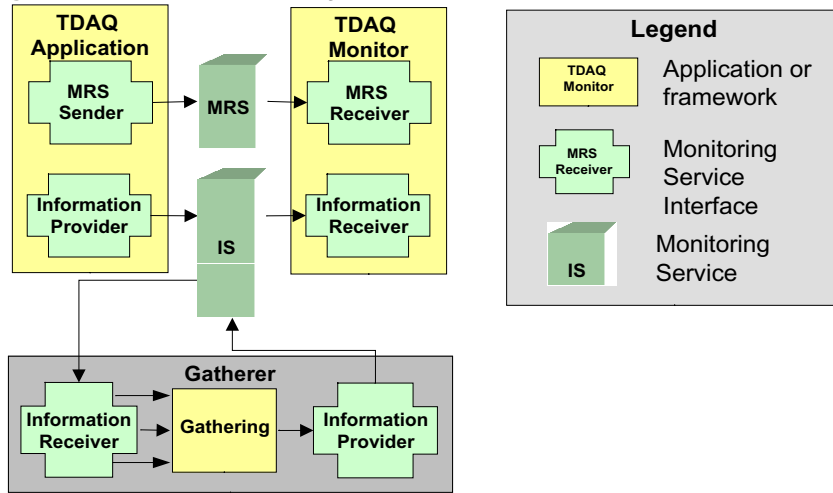 TDAQ
Application
TDAQ
Monitor
MRS
Sender
MRS
MRS
Receiver
Information
Provider
IS
Information
Receiver
Gatherer
Information
Receiver
Gathering
Information
Provider
Legend
TDAQ
Monitor
Application or
framework
MRS
Receiver
Monitoring
Service
Interface
IS
Monitoring
Service